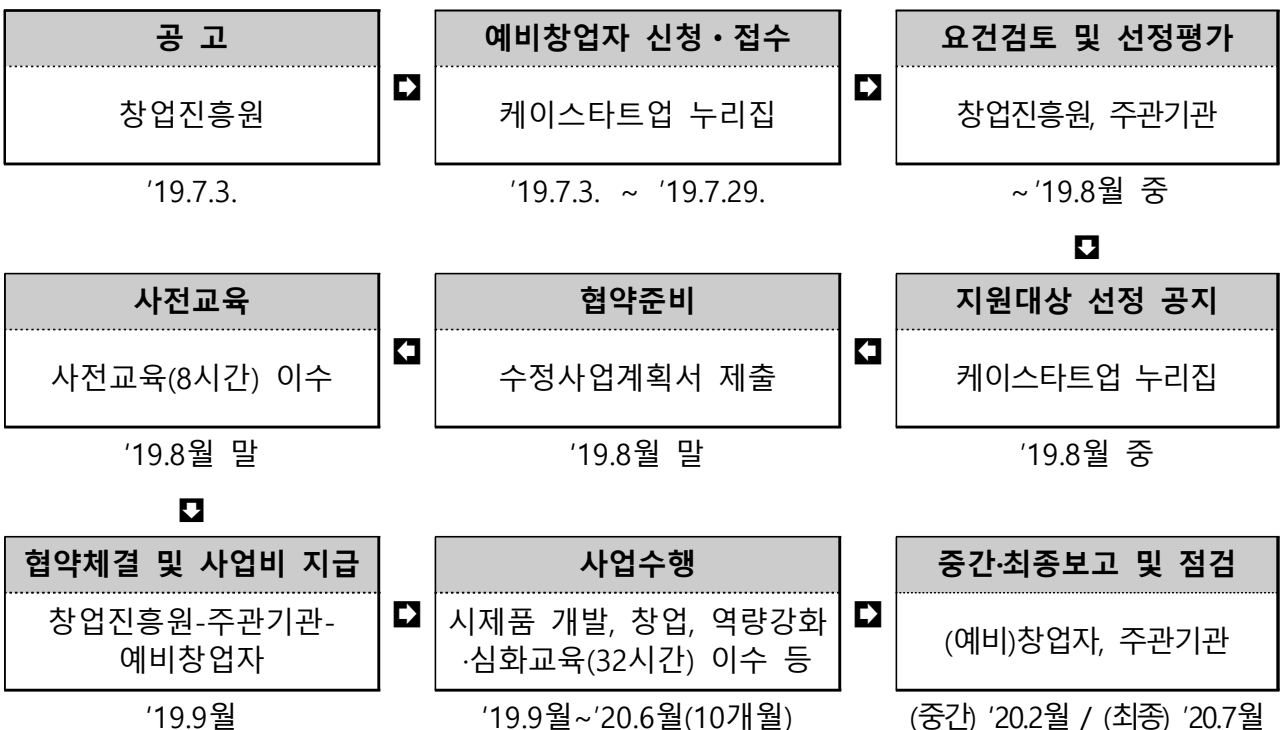 공 고
창업진흥원
'19.7.3.
예비창업자 신청·접수
케이스타트업 누리집
'19.7.3. ~ '19.7.29.
요건검토 및 선정평가
창업진흥원, 주관기관
~'19.8월 중
지원대상 선정 공지
케이스타트업 누리집
'19.8월 중
협약준비
수정사업계획서 제출
'19.8월 말
사전교육
사전교육(8시간) 이수
'19.8월 말
협약체결 및 사업비 지급
창업진흥원-주관기관-
예비창업자
'19.9월
사업수행
시제품 개발, 창업, 역량강화
·심화교육(32시간) 이수 등
'19.9월~'20.6월(10개월)
중간·최종보고 및 점검
(예비)창업자, 주관기관
(중간) '20.2월 / (최종) '20.7월